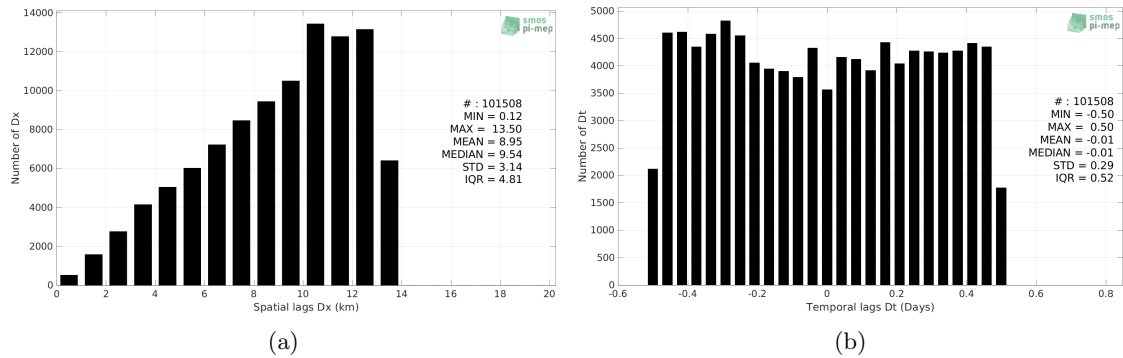 14000
12000
10000
8000
6000
4000
2000
0
Number of Dx
0 2 4 6 8 10 12 14 16 18 20
Spatial lags Dx (km)
smos
pi-mep
# : 101508
MIN = 0.12
MAX = 13.50
MEAN = 8.95
MEDIAN = 9.54
STD = 3.14
IQR = 4.81
(a)
5000
4500
4000
3500
3000
2500
2000
1500
1000
500
0
Number of Dt
-0.6 -0.4 -0.2 0 0.2 0.4 0.6 0.8
Temporal lags Dt (Days)
smos
pi-mep
# : 101508
MIN = -0.50
MAX = 0.50
MEAN = -0.01
MEDIAN = -0.01
STD = 0.29
IQR = 0.52
(b)